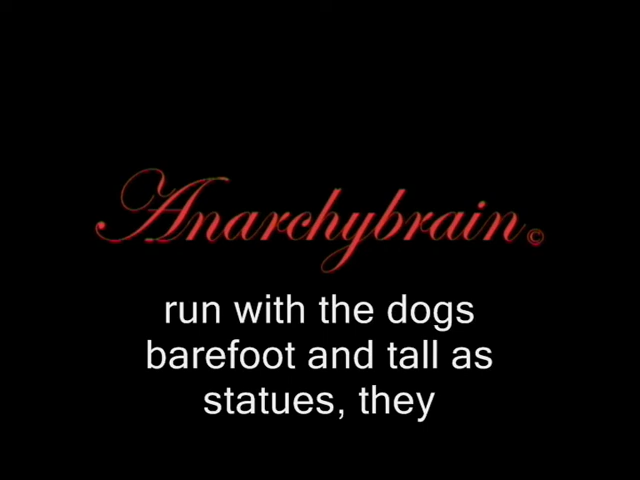 Anarchybrain©
run with the dogs
barefoot and tall as
statues, they